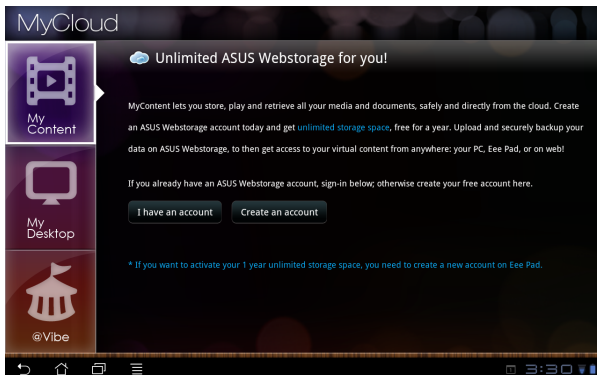 MyCloud
My
Content
My
Desktop
@Vibe
Unlimited ASUS Webstorage for you!
MyContent lets you store, play and retrieve all your media and documents, safely and directly from the cloud. Create
an ASUS Webstorage account today and get unlimited storage space, free for a year. Upload and securely backup your
data on ASUS Webstorage, to then get access to your virtual content from anywhere: your PC, Eee Pad, or on web!
If you already have an ASUS Webstorage account, sign-in below; otherwise create your free account here.
I have an account
Create an account
* If you want to activate your 1 year unlimited storage space, you need to create a new account on Eee Pad.
3:30